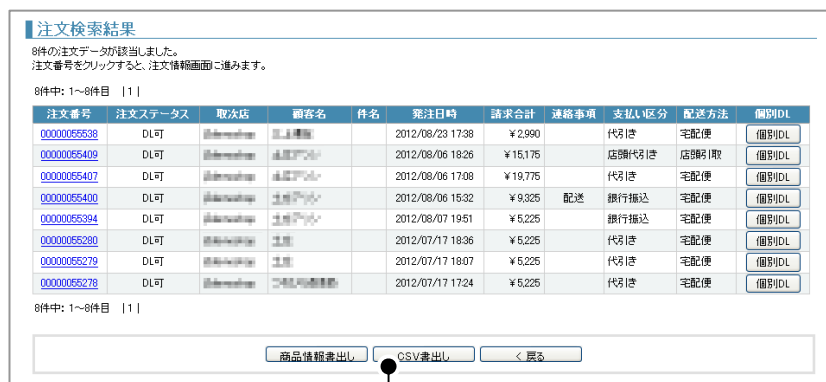 注文検索結果
8件の注文データが該当しました。
注文番号をクリックすると、注文情報画面に進みます。
8件中: 1～8件目 |1|
注文番号 注文ステータス 取次店 顧客名 件名 発注日時 請求合計 連絡事項 支払い区分 配送方法 個別DL
00000055538 DL可 2012/08/23 17:38 ￥2,990 代引き 宅配便 個別DL
00000055409 DL可 2012/08/06 18:26 ￥15,175 店頭代引き 店頭引取 個別DL
00000055407 DL可 2012/08/06 17:08 ￥19,775 代引き 宅配便 個別DL
00000055400 DL可 2012/08/06 15:32 ￥9,325 配送 銀行振込 宅配便 個別DL
00000055394 DL可 2012/08/07 19:51 ￥5,225 銀行振込 宅配便 個別DL
00000055280 DL可 2012/07/17 18:36 ￥5,225 代引き 宅配便 個別DL
00000055279 DL可 2012/07/17 18:07 ￥5,225 代引き 宅配便 個別DL
00000055278 DL可 2012/07/17 17:24 ￥5,225 代引き 宅配便 個別DL
8件中: 1～8件目 |1|
商品情報書出し CSV書出し < 戻る